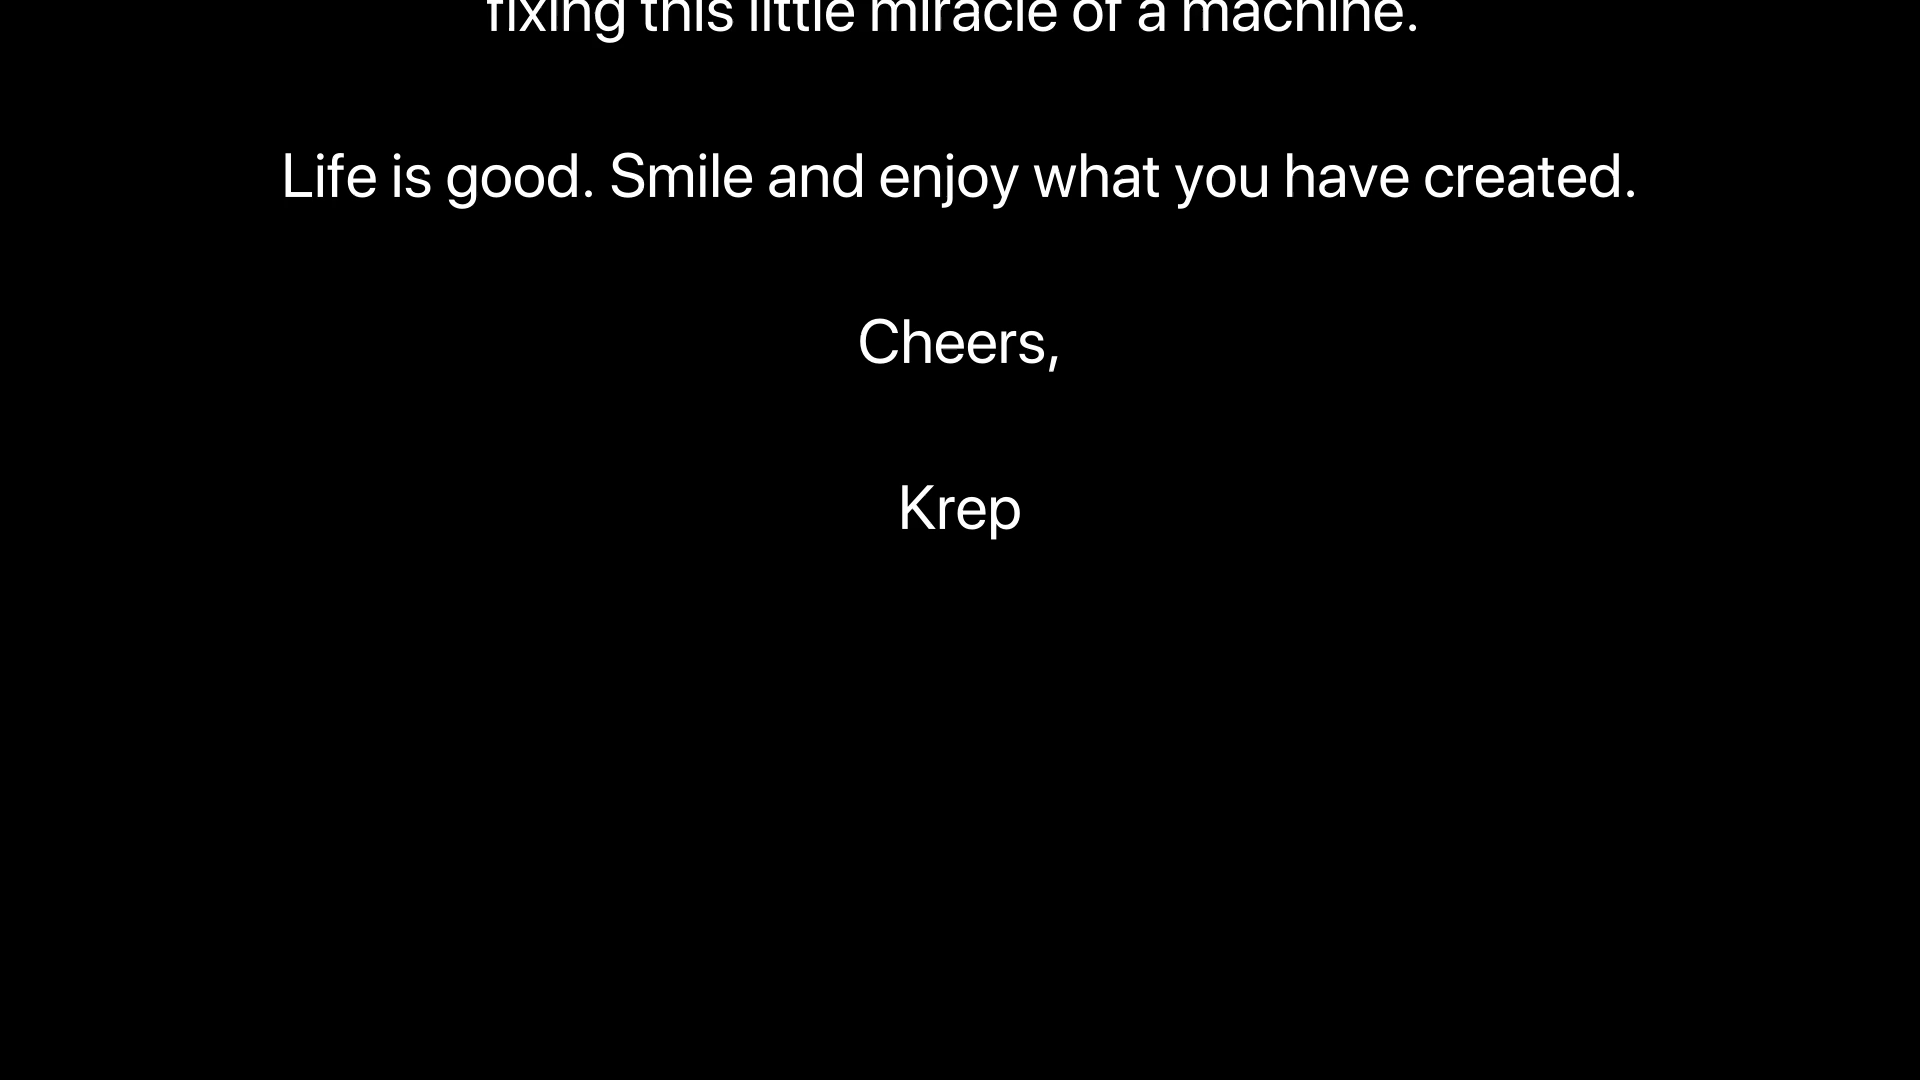 fixing this little miracle of a machine.
Life is good. Smile and enjoy what you have created.
Cheers,
Krep